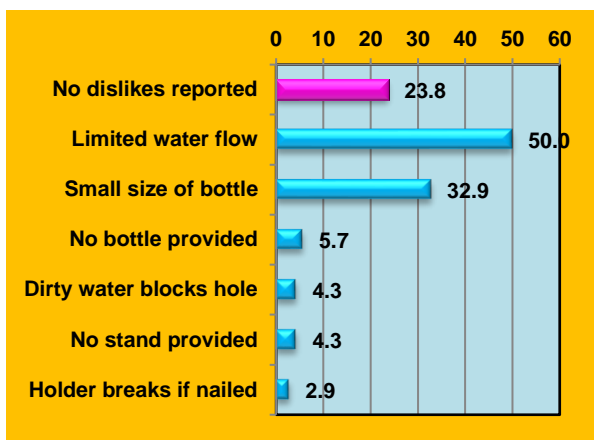 0 10 20 30 40 50 60
No dislikes reported 23.8
Limited water flow 50.0
Small size of bottle 32.9
No bottle provided 5.7
Dirty water blocks hole 4.3
No stand provided 4.3
Holder breaks if nailed 2.9